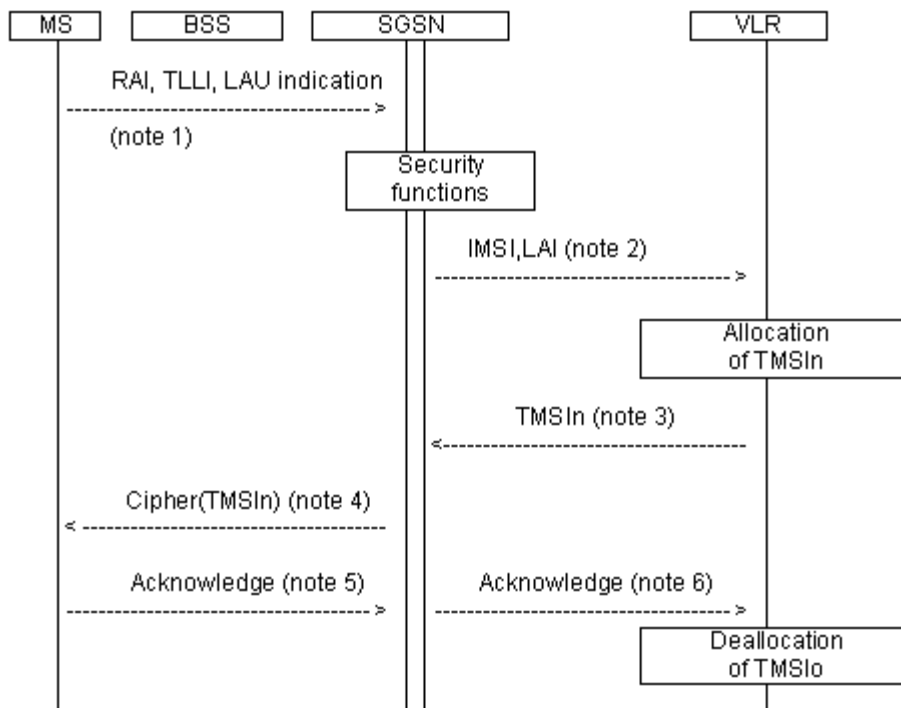 MS BSS SGSN VLR
RAI, TLLI, LAU indication
(note 1)
Security
functions
IMSI,LAI (note 2)
Allocation
of TMSIn
TMSIn (note 3)
Cipher(TMSIn) (note 4)
Acknowledge (note 5) Acknowledge (note 6)
Deallocation
of TMSIo